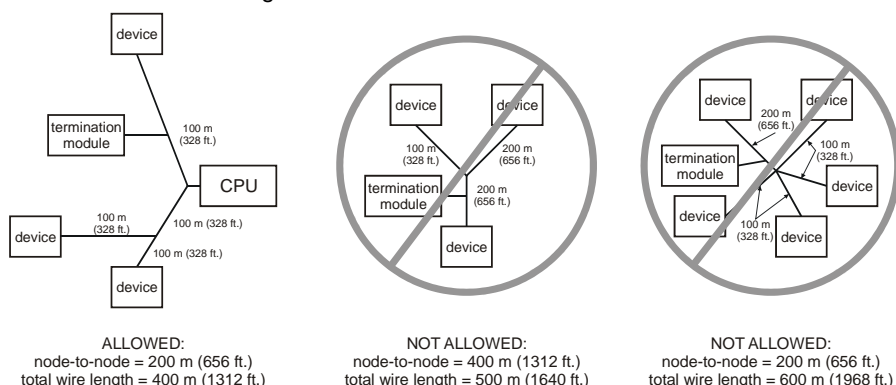 device
100 m
(328 ft.)
termination
module
CPU
100 m
(328 ft.)
100 m (328 ft.)
device
100 m (328 ft.)
device
ALLOWED:
node-to-node = 200 m (656 ft.)
total wire length = 400 m (1312 ft.)
device
device
100 m
(328 ft.)
200 m
(656 ft.)
termination
module
200 m
(656 ft.)
device
NOT ALLOWED:
node-to-node = 400 m (1312 ft.)
total wire length = 500 m (1640 ft.)
device
device
200 m
(656 ft.)
100 m
(328 ft.)
termination
module
device
device
100 m
(328 ft.)
device
NOT ALLOWED:
node-to-node = 200 m (656 ft.)
total wire length = 600 m (1968 ft.)